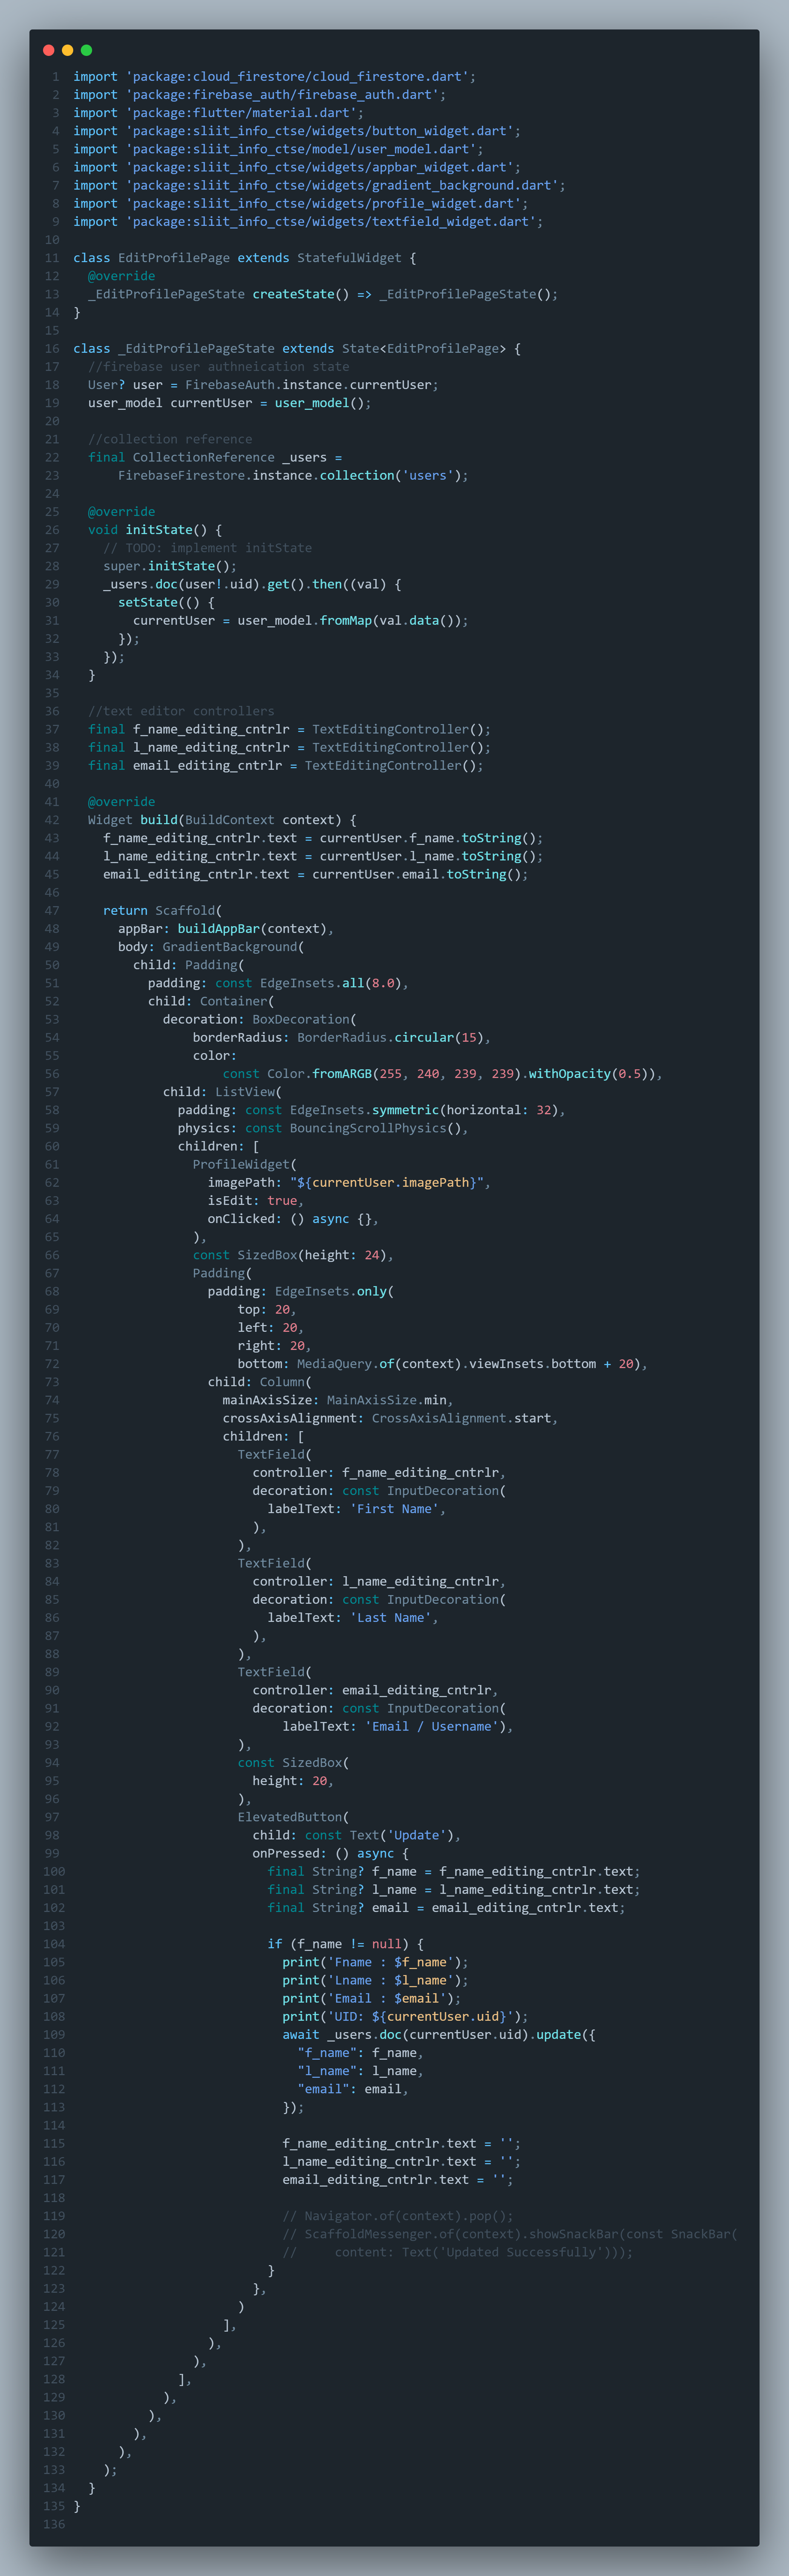 1 import 'package:cloud_firestore/cloud_firestore.dart';
2 import 'package:firebase_auth/firebase_auth.dart';
3 import 'package:flutter/material.dart';
4 import 'package:sliit_info_ctse/widgets/button_widget.dart';
5 import 'package:sliit_info_ctse/model/user_model.dart';
6 import 'package:sliit_info_ctse/widgets/appbar_widget.dart';
7 import 'package:sliit_info_ctse/widgets/gradient_background.dart';
8 import 'package:sliit_info_ctse/widgets/profile_widget.dart';
9 import 'package:sliit_info_ctse/widgets/textfield_widget.dart';
10
11 class EditProfilePage extends StatefulWidget {
12   @override
13   _EditProfilePageState createState() => _EditProfilePageState();
14 }
15
16 class _EditProfilePageState extends State<EditProfilePage> {
17   //firebase user authneication state
18   User? user = FirebaseAuth.instance.currentUser;
19   user_model currentUser = user_model();
20
21   //collection reference
22   final CollectionReference _users =
23       FirebaseFirestore.instance.collection('users');
24
25   @override
26   void initState() {
27     // TODO: implement initState
28     super.initState();
29     _users.doc(user!.uid).get().then((val) {
30       setState(() {
31         currentUser = user_model.fromMap(val.data());
32       });
33     });
34   }
35
36   //text editor controllers
37   final f_name_editing_cntrlr = TextEditingController();
38   final l_name_editing_cntrlr = TextEditingController();
39   final email_editing_cntrlr = TextEditingController();
40
41   @override
42   Widget build(BuildContext context) {
43     f_name_editing_cntrlr.text = currentUser.f_name.toString();
44     l_name_editing_cntrlr.text = currentUser.l_name.toString();
45     email_editing_cntrlr.text = currentUser.email.toString();
46
47     return Scaffold(
48       appBar: buildAppBar(context),
49       body: GradientBackground(
50         child: Padding(
51           padding: const EdgeInsets.all(8.0),
52           child: Container(
53             decoration: BoxDecoration(
54                 borderRadius: BorderRadius.circular(15),
55                 color:
56                     const Color.fromARGB(255, 240, 239, 239).withOpacity(0.5)),
57             child: ListView(
58               padding: const EdgeInsets.symmetric(horizontal: 32),
59               physics: const BouncingScrollPhysics(),
60               children: [
61                 ProfileWidget(
62                   imagePath: "${currentUser.imagePath}",
63                   isEdit: true,
64                   onClicked: () async {},
65                 ),
66                 const SizedBox(height: 24),
67                 Padding(
68                   padding: EdgeInsets.only(
69                       top: 20,
70                       left: 20,
71                       right: 20,
72                       bottom: MediaQuery.of(context).viewInsets.bottom + 20),
73                   child: Column(
74                     mainAxisSize: MainAxisSize.min,
75                     crossAxisAlignment: CrossAxisAlignment.start,
76                     children: [
77                       TextField(
78                         controller: f_name_editing_cntrlr,
79                         decoration: const InputDecoration(
80                           labelText: 'First Name',
81                         ),
82                       ),
83                       TextField(
84                         controller: l_name_editing_cntrlr,
85                         decoration: const InputDecoration(
86                           labelText: 'Last Name',
87                         ),
88                       ),
89                       TextField(
90                         controller: email_editing_cntrlr,
91                         decoration: const InputDecoration(
92                             labelText: 'Email / Username'),
93                       ),
94                       const SizedBox(
95                         height: 20,
96                       ),
97                       ElevatedButton(
98                         child: const Text('Update'),
99                         onPressed: () async {
100                           final String? f_name = f_name_editing_cntrlr.text;
101                           final String? l_name = l_name_editing_cntrlr.text;
102                           final String? email = email_editing_cntrlr.text;
103
104                           if (f_name != null) {
105                             print('Fname : $f_name');
106                             print('Lname : $l_name');
107                             print('Email : $email');
108                             print('UID: ${currentUser.uid}');
109                             await _users.doc(currentUser.uid).update({
110                               "f_name": f_name,
111                               "l_name": l_name,
112                               "email": email,
113                             });
114
115                             f_name_editing_cntrlr.text = '';
116                             l_name_editing_cntrlr.text = '';
117                             email_editing_cntrlr.text = '';
118
119                             // Navigator.of(context).pop();
120                             // ScaffoldMessenger.of(context).showSnackBar(const SnackBar(
121                             //     content: Text('Updated Successfully')));
122                           }
123                         },
124                       )
125                     ],
126                   ),
127                 ),
128               ],
129             ),
130           ),
131         ),
132       ),
133     );
134   }
135 }
136